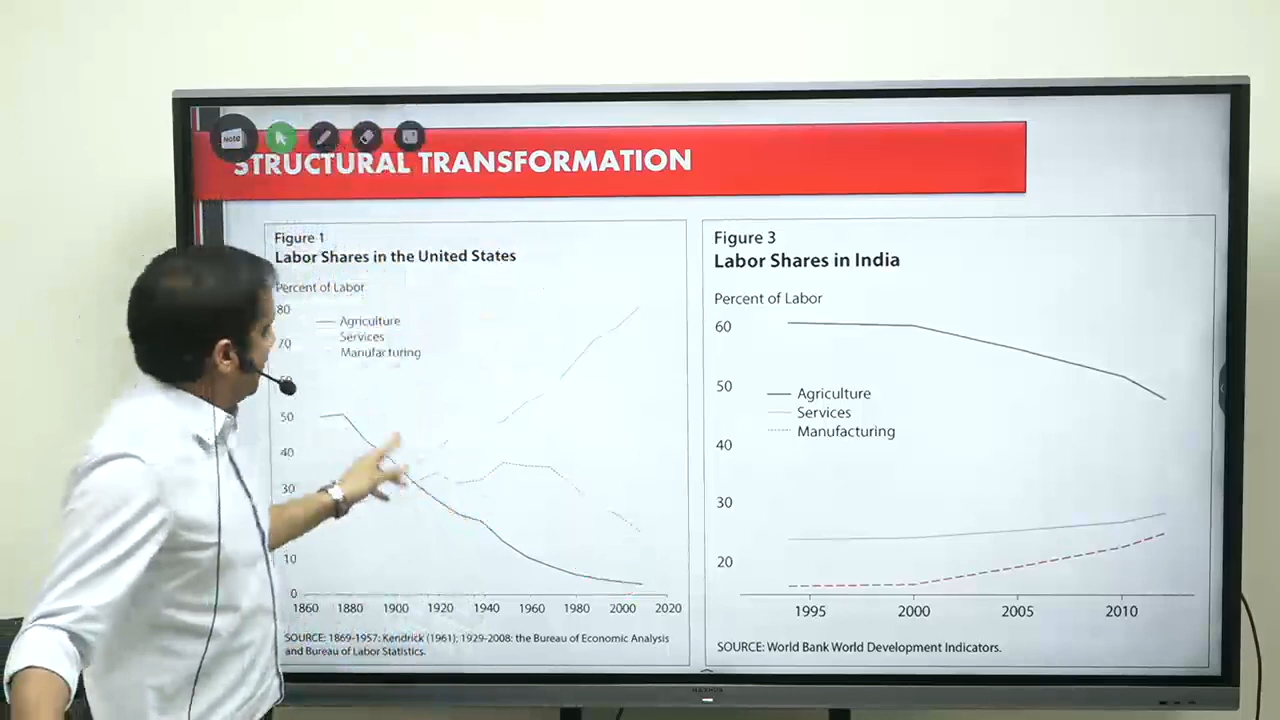 Note
STRUCTURAL TRANSFORMATION
Figure 1
Labor Shares in the United States
Percent of Labor
80
70
60
50
40
30
10
0
Agriculture
Services
Manufacturing
1860 1880 1900 1920 1940 1960 1980 2000 2020
SOURCE: 1869-1957: Kendrick (1961); 1929-2008: the Bureau of Economic Analysis
and Bureau of Labor Statistics.
Figure 3
Labor Shares in India
Percent of Labor
60
50
40
30
20
Agriculture
Services
Manufacturing
1995 2000 2005 2010
SOURCE: World Bank World Development Indicators.